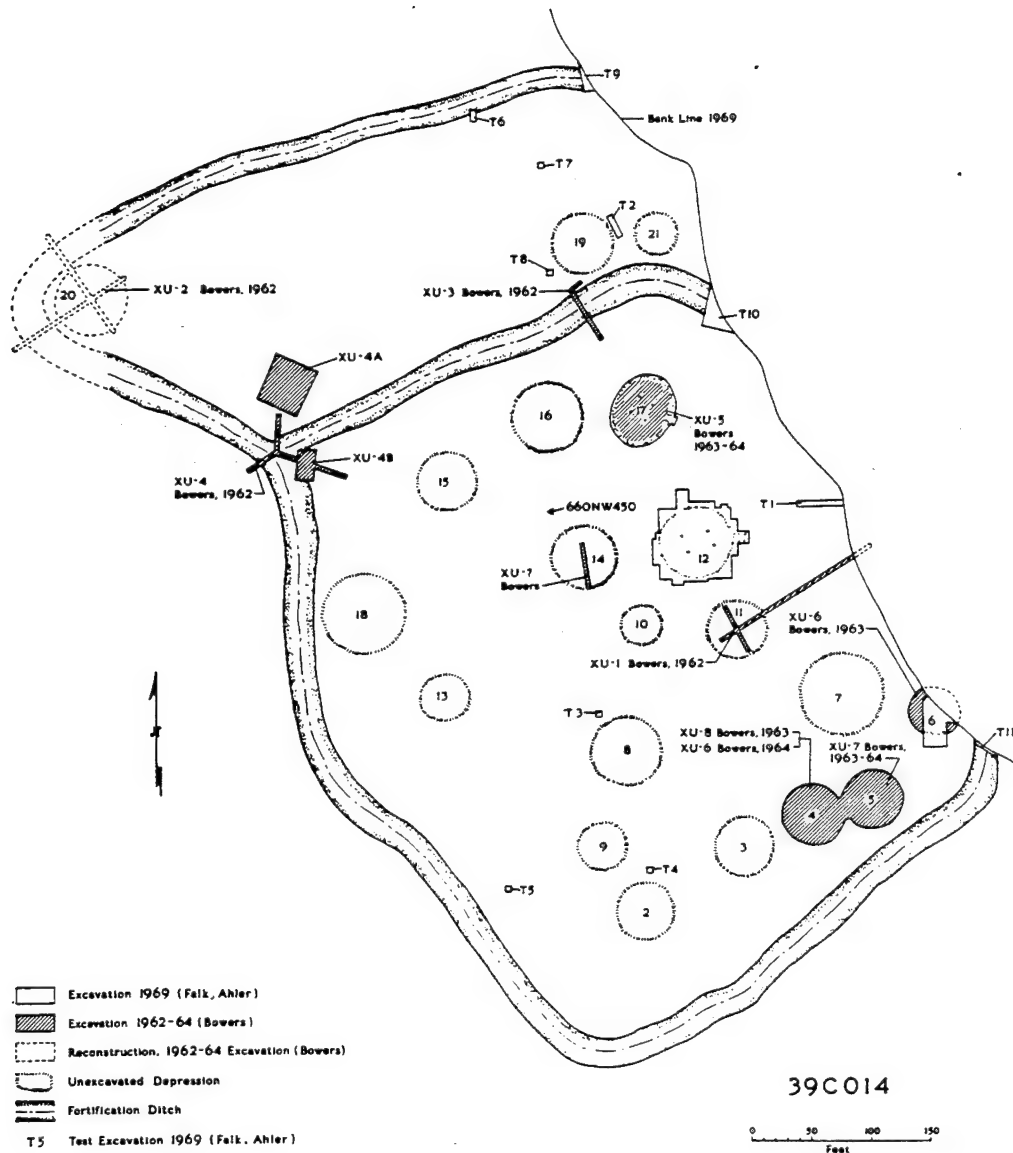 T9
Bank Line 1969
T6
T7
T2
19
21
T8
20
XU-2 Bowers, 1962
XU-3 Bowers, 1962
T10
XU-4A
16
17
XU-5
Bowers
1963-64
XU-4B
XU-4
Bowers, 1962
15
T1
660NW450
14
12
XU-7
Bowers
18
10
11
XU-6
Bowers, 1963
XU-1 Bowers, 1962
13
7
T3
6
8
XU-8 Bowers, 1963
XU-6 Bowers, 1964
XU-7 Bowers,
1963-64
T11
4
5
9
3
T4
T5
2
N
Excavation 1969 (Falk, Ahler)
Excavation 1962-64 (Bowers)
Reconstruction, 1962-64 Excavation (Bowers)
Unexcavated Depression
Fortification Ditch
T5 Test Excavation 1969 (Falk, Ahler)
39CO14
0 50 100 150
Feet